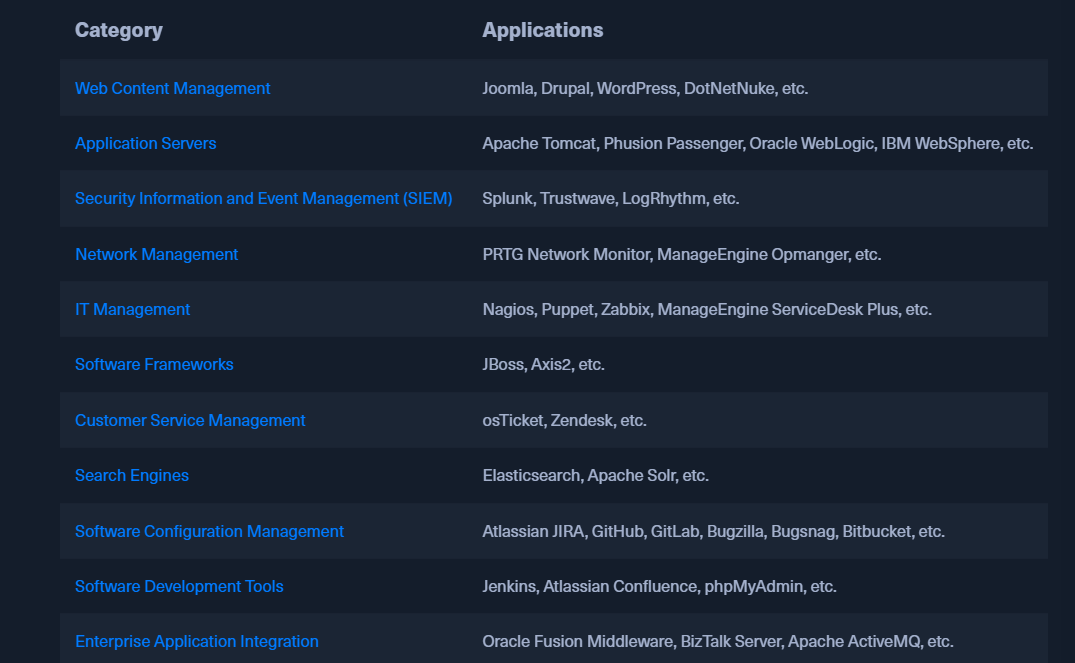 Category Applications
Web Content Management Joomla, Drupal, WordPress, DotNetNuke, etc.
Application Servers Apache Tomcat, Phusion Passenger, Oracle WebLogic, IBM WebSphere, etc.
Security Information and Event Management (SIEM) Splunk, Trustwave, LogRhythm, etc.
Network Management PRTG Network Monitor, ManageEngine Opmanger, etc.
IT Management Nagios, Puppet, Zabbix, ManageEngine ServiceDesk Plus, etc.
Software Frameworks JBoss, Axis2, etc.
Customer Service Management osTicket, Zendesk, etc.
Search Engines Elasticsearch, Apache Solr, etc.
Software Configuration Management Atlassian JIRA, GitHub, GitLab, Bugzilla, Bugsnag, Bitbucket, etc.
Software Development Tools Jenkins, Atlassian Confluence, phpMyAdmin, etc.
Enterprise Application Integration Oracle Fusion Middleware, BizTalk Server, Apache ActiveMQ, etc.